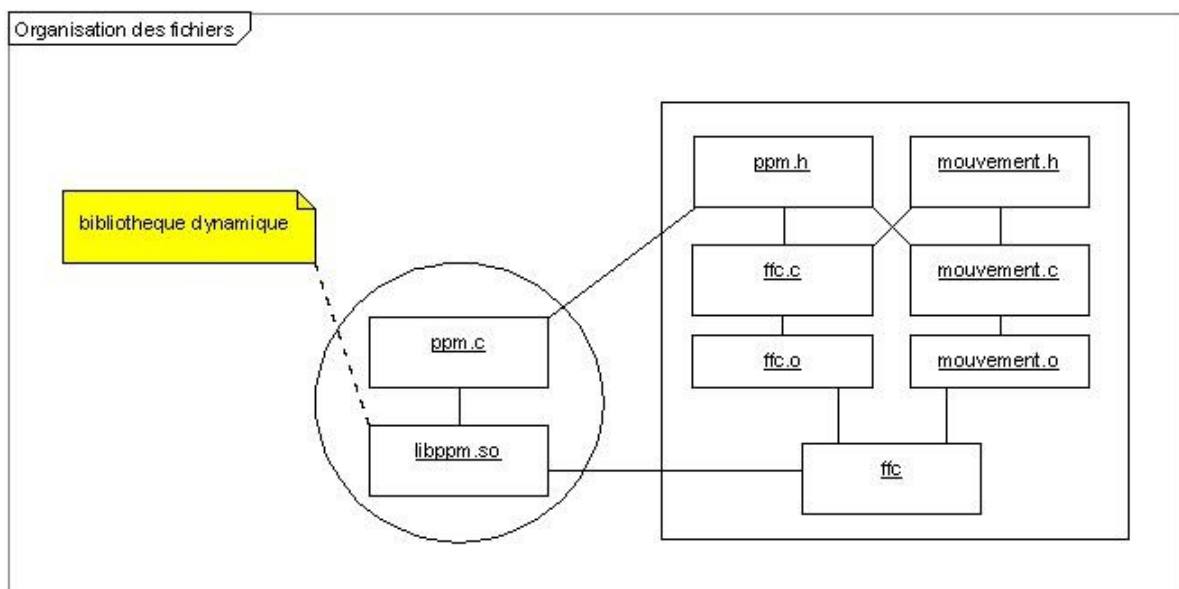 Organisation des fichiers
ppm.h
mouvement.h
bibliotheque dynamique
ffc.c
mouvement.c
ppm.c
ffc.o
mouvement.o
libppm.so
ffc